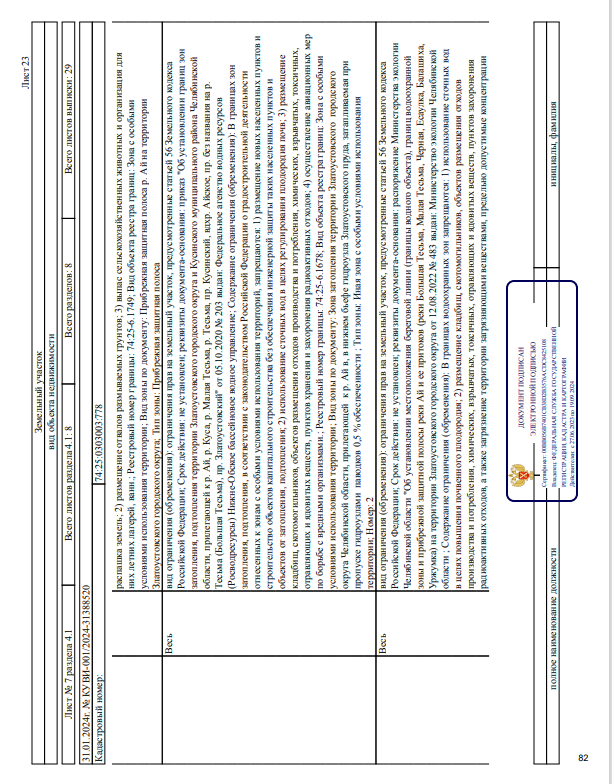 Лист 23
Земельный участок
вид объекта недвижимости
Лист № 7 раздела 4.1
Всего листов раздела 4.1: 8
Всего разделов: 8
Всего листов выписки: 29
31.01.2024г. № КУВИ-001/2024-31388520
Кадастровый номер:
74:25:0303003:778
распашка земель; 2) размещение отвалов размываемых грунтов; 3) выпас сельскохозяйственных животных и организация для
них летних лагерей, ванн.; Реестровый номер границы: 74:25-6.1749; Вид объекта реестра границ: Зона с особыми
условиями использования территории; Вид зоны по документу: Прибрежная защитная полоса р. Ай на территории
Златоустовского городского округа; Тип зоны: Прибрежная защитная полоса
Весь
вид ограничения (обременения): ограничения прав на земельный участок, предусмотренные статьей 56 Земельного кодекса
Российской Федерации; Срок действия: не установлен; реквизиты документа-основания: приказ "Об установлении границ зон
затопления, подтопления территории Златоустовского городского округа и Кусинского муниципального района Челябинской
области, прилегающей к р. Ай, р. Куса, р. Малая Тесьма, р. Тесьма, пр. Кусинский, вдхр. Айское, пр. без названия на р.
Тесьма (Большая Тесьма), пр. Златоустовский" от 05.10.2020 № 203 выдан: Федеральное агентство водных ресурсов
(Росводресурсы) Нижне-Обское бассейновое водное управление; Содержание ограничения (обременения): В границах зон
затопления, подтопления, в соответствии с законодательством Российской Федерации о градостроительной деятельности
отнесенных к зонам с особыми условиями использования территорий, запрещаются: 1) размещение новых населенных пунктов и
строительство объектов капитального строительства без обеспечения инженерной защиты таких населенных пунктов и
объектов от затопления, подтопления; 2) использование сточных вод в целях регулирования плодородия почв; 3) размещение
кладбищ, скотомогильников, объектов размещения отходов производства и потребления, химических, взрывчатых, токсичных,
отравляющих и ядовитых веществ, пунктов хранения и захоронения радиоактивных отходов; 4) осуществление авиационных мер
по борьбе с вредными организмами.; Реестровый номер границы: 74:25-6.1678; Вид объекта реестра границ: Зона с особыми
условиями использования территории; Вид зоны по документу: Зона затопления территории Златоустовского городского
округа Челябинской области, прилегающей к р. Ай, в нижнем бьефе гидроузла Златоустовского пруда, затапливаемая при
пропуске гидроузлами паводков 0,5 % обеспеченности ; Тип зоны: Иная зона с особыми условиями использования
территории; Номер: 2
Весь
вид ограничения (обременения): ограничения прав на земельный участок, предусмотренные статьей 56 Земельного кодекса
Российской Федерации; Срок действия: не установлен; реквизиты документа-основания: распоряжение Министерства экологии
Челябинской области "Об установлении местоположения береговой линии (границы водного объекта), границ водоохранной
зоны и прибрежной защитной полосы реки Ай и ее притоков (реки Большая Тесьма, Малая Тесьма, Черная, Есаулка, Балашиха,
Уржумка) на территории Златоустовского городского округа от 12.08.2022 № 483 выдан: Министерство экологии Челябинской
области ; Содержание ограничения (обременения): В границах водоохранных зон запрещаются: 1) использование сточных вод
в целях повышения почвенного плодородия; 2) размещение кладбищ, скотомогильников, объектов размещения отходов
производства и потребления, химических, взрывчатых, токсичных, отравляющих и ядовитых веществ, пунктов захоронения
радиоактивных отходов, а также загрязнение территории загрязняющими веществами, предельно допустимые концентрации
полное наименование должности
инициалы, фамилия
ДОКУМЕНТ ПОДПИСАН
ЭЛЕКТРОННОЙ ПОДПИСЬЮ
Владелец: ФЕДЕРАЛЬНАЯ СЛУЖБА ГОСУДАРСТВЕННОЙ
РЕГИСТРАЦИИ, КАДАСТРА И КАРТОГРАФИИ
Действителен: с 27.06.2023 по 19.09.2024
82